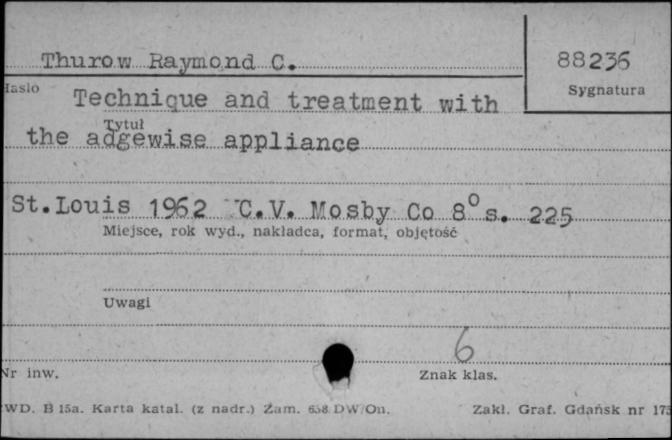 Thurow Raymond C.
88236
Hasło
Sygnatura
Technique and treatment with
Tytuł
the adgewise appliance
St.Louis 1962 C.V. Mosby Co 8° s. 225
Miejsce, rok wyd., nakładca, format, objętość
Uwagi
6
Nr inw.
Znak klas.
WD. B 15a. Karta katal. (z nadr.) Zam. 658 DW/On. Zakł. Graf. Gdańsk nr 175